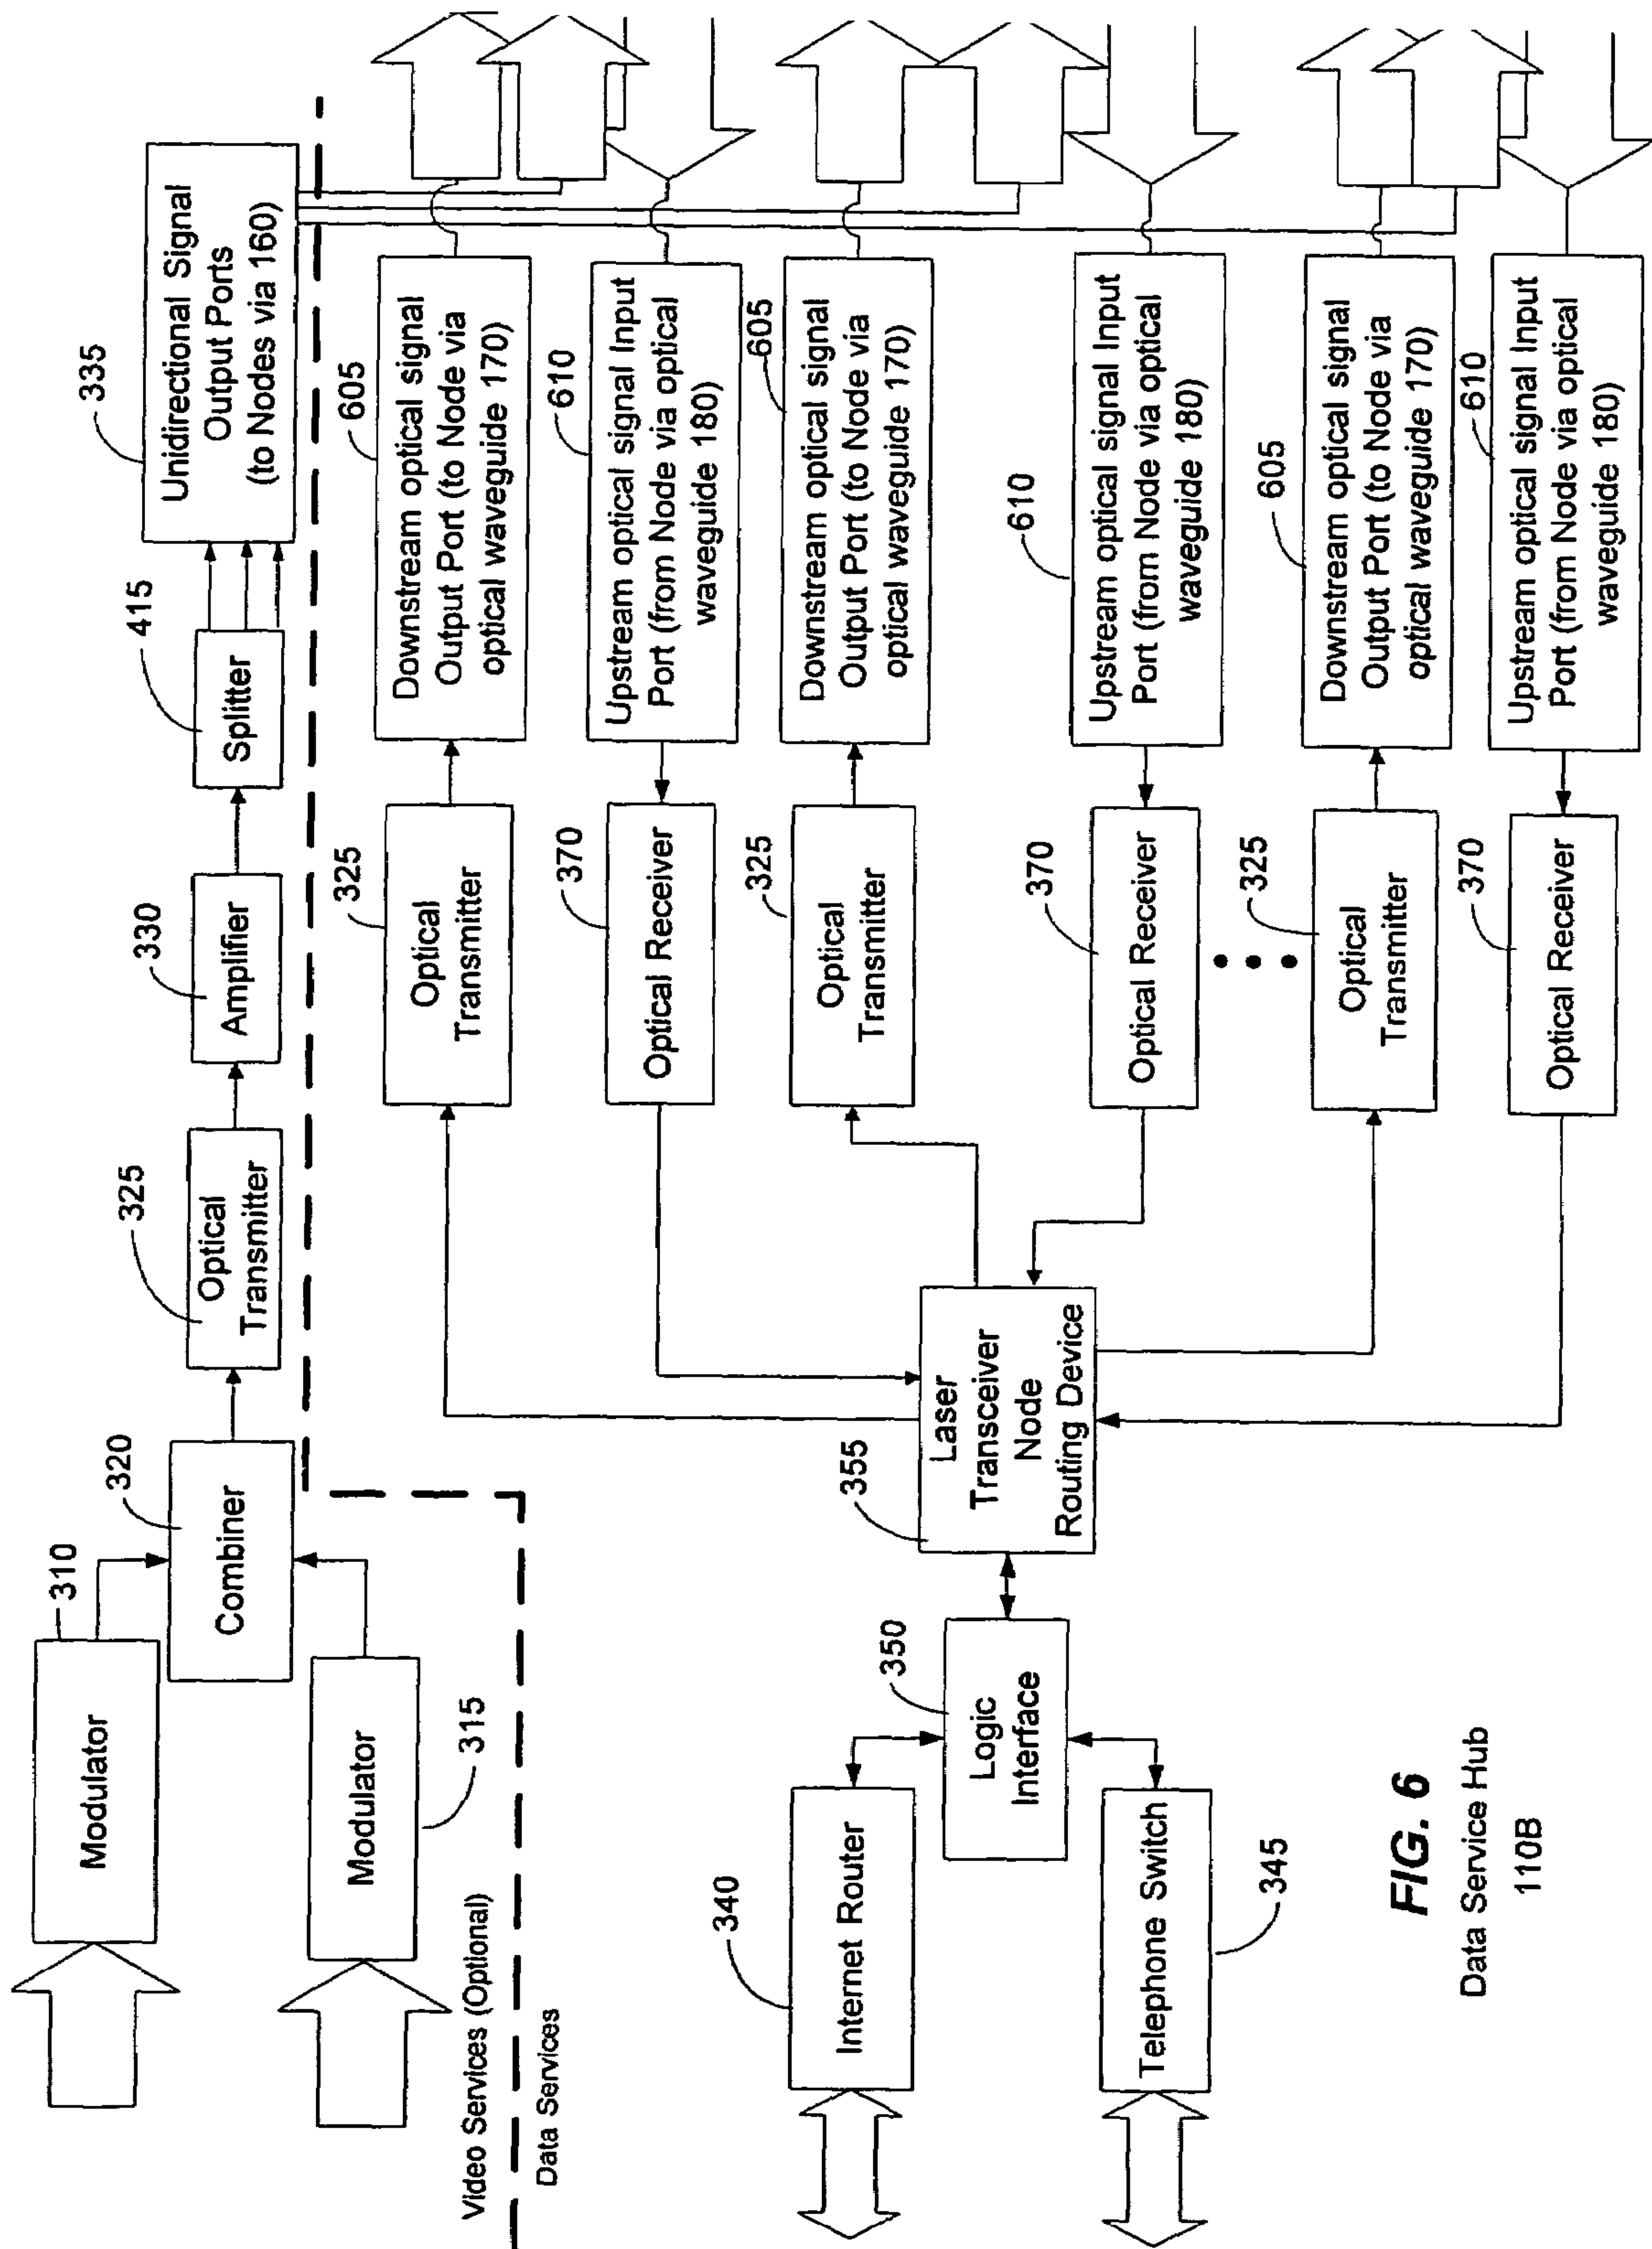 310
Modulator
320
Combiner
Modulator
315
325
Optical
Transmitter
330
Amplifier
415
Splitter
335
Unidirectional Signal
Output Ports
(to Nodes via 160)
Video Services (Optional)
Data Services
325
Optical
Transmitter
605
Downstream optical signal
Output Port (to Node via
optical waveguide 170)
370
Optical Receiver
610
Upstream optical signal Input
Port (from Node via optical
waveguide 180)
325
Optical
Transmitter
605
Downstream optical signal
Output Port (to Node via
optical waveguide 170)
340
Internet Router
350
Logic
Interface
355
Laser
Transceiver
Node
Routing Device
Telephone Switch
345
370
Optical Receiver
610
Upstream optical signal Input
Port (from Node via optical
waveguide 180)
325
Optical
Transmitter
605
Downstream optical signal
Output Port (to Node via
optical waveguide 170)
370
Optical Receiver
610
Upstream optical signal Input
Port (from Node via optical
waveguide 180)
FIG. 6
Data Service Hub
110B